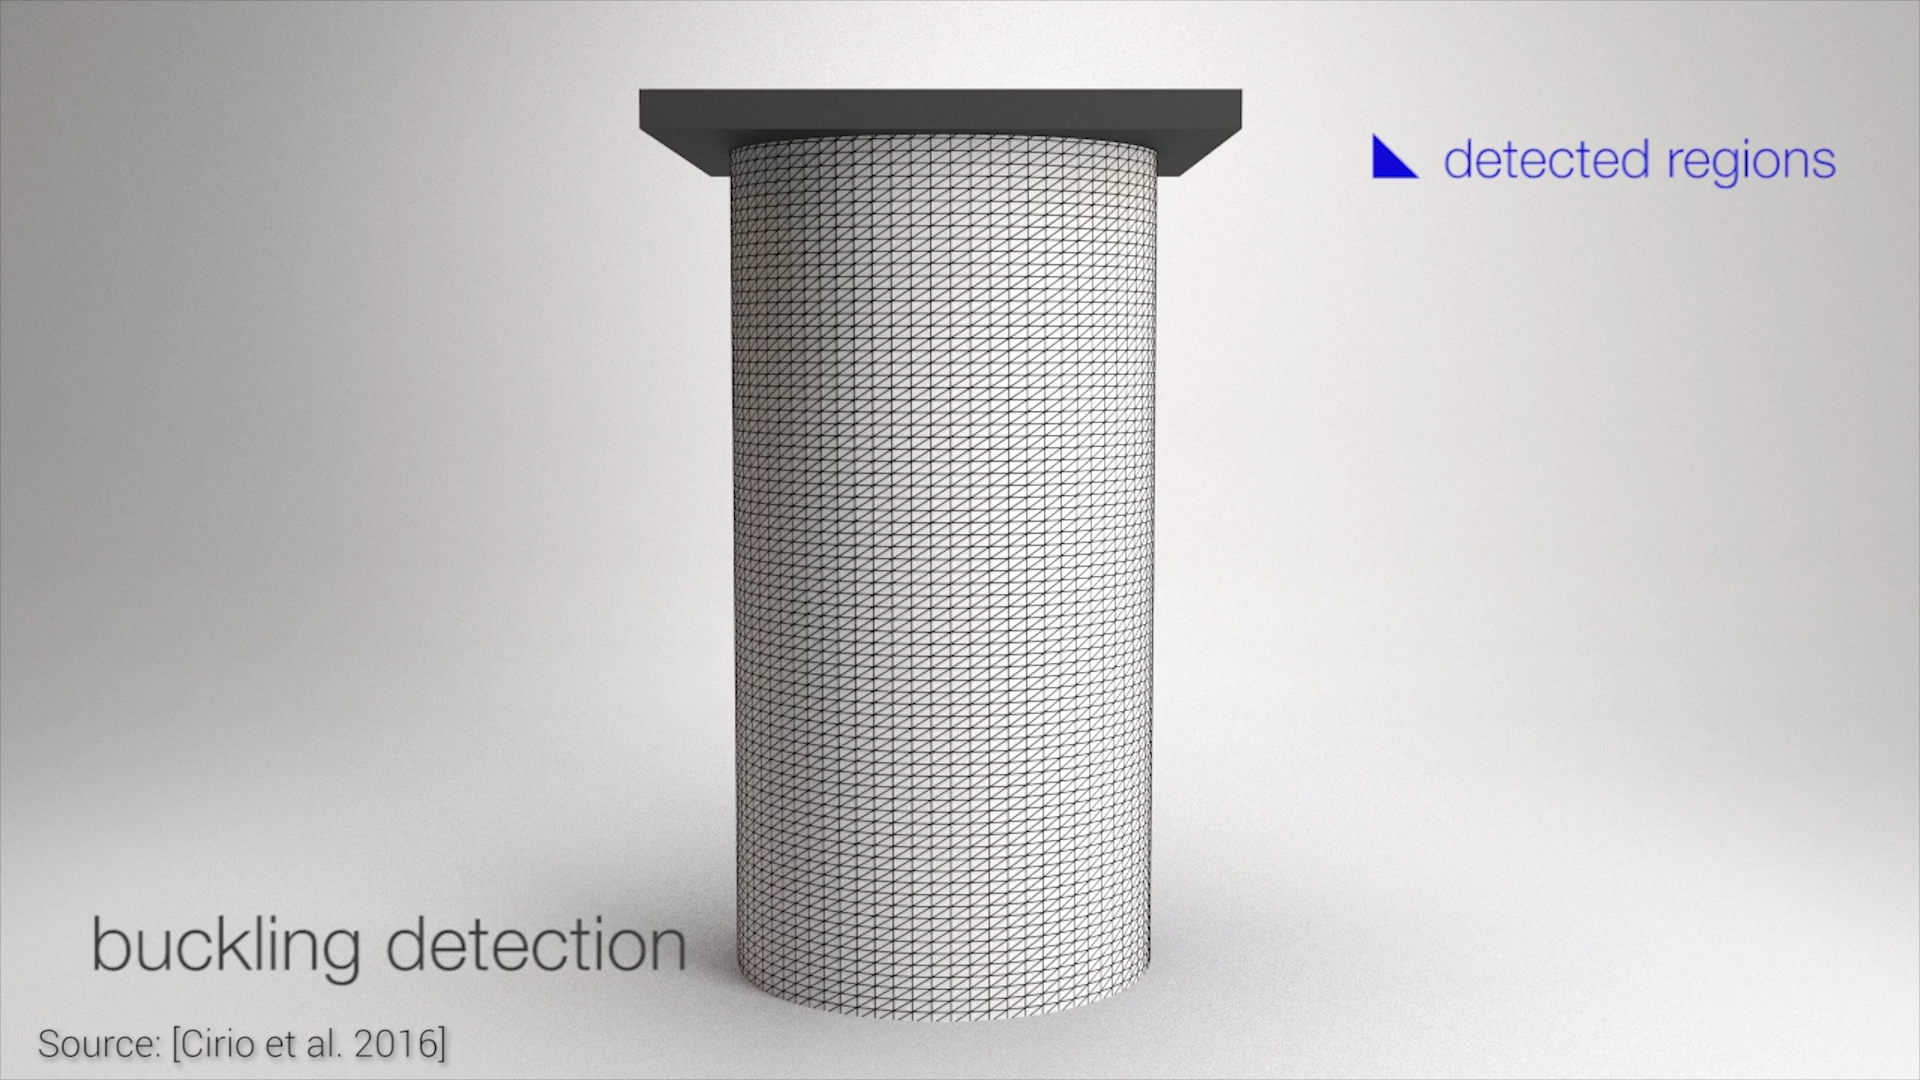 detected regions
buckling detection
Source: [Cirio et al. 2016]